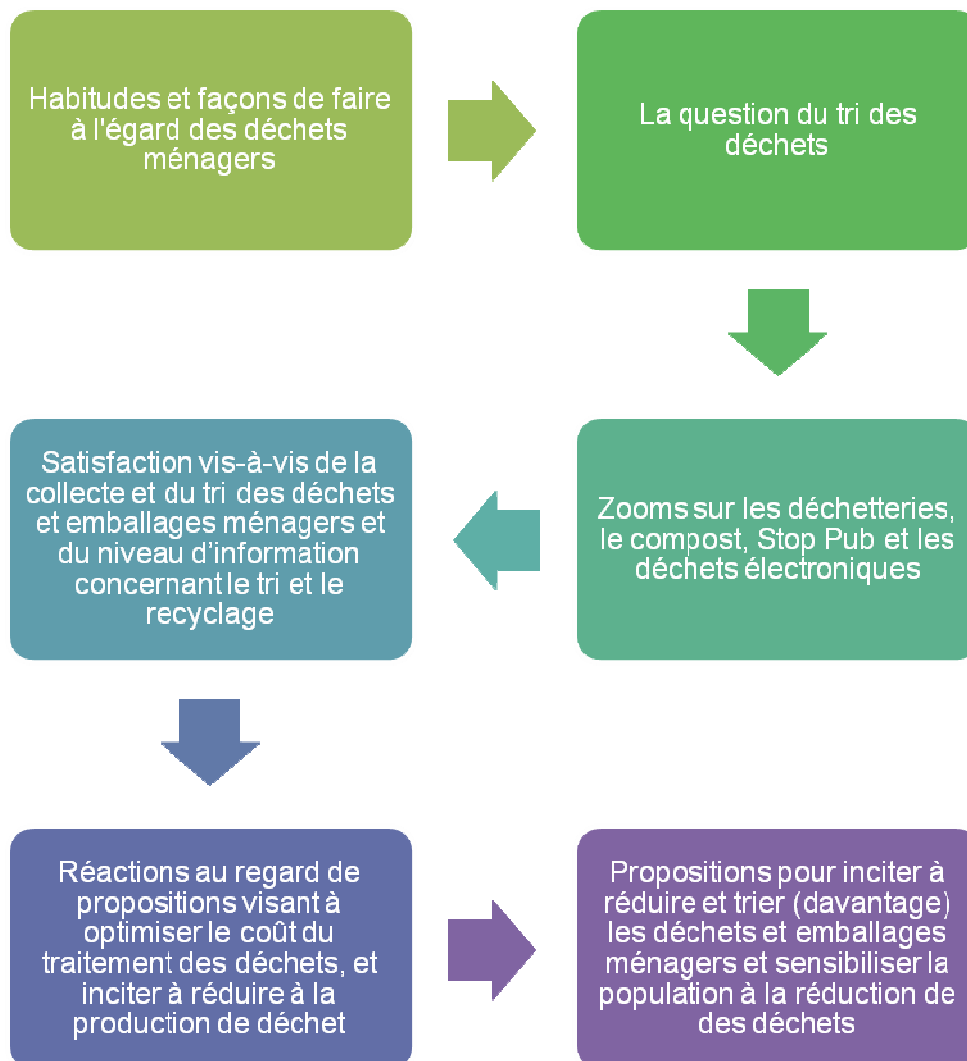 Habitudes et façons de faire
à l'égard des déchets
ménagers
La question du tri des
déchets
Zooms sur les déchetteries,
le compost, Stop Pub et les
déchets électroniques
Satisfaction vis-à-vis de la
collecte et du tri des déchets
et emballages ménagers et
du niveau d’information
concernant le tri et le
recyclage
Réactions au regard de
propositions visant à
optimiser le coût du
traitement des déchets, et
inciter à réduire à la
production de déchet
Propositions pour inciter à
réduire et trier (davantage)
les déchets et emballages
ménagers et sensibiliser la
population à la réduction de
des déchets